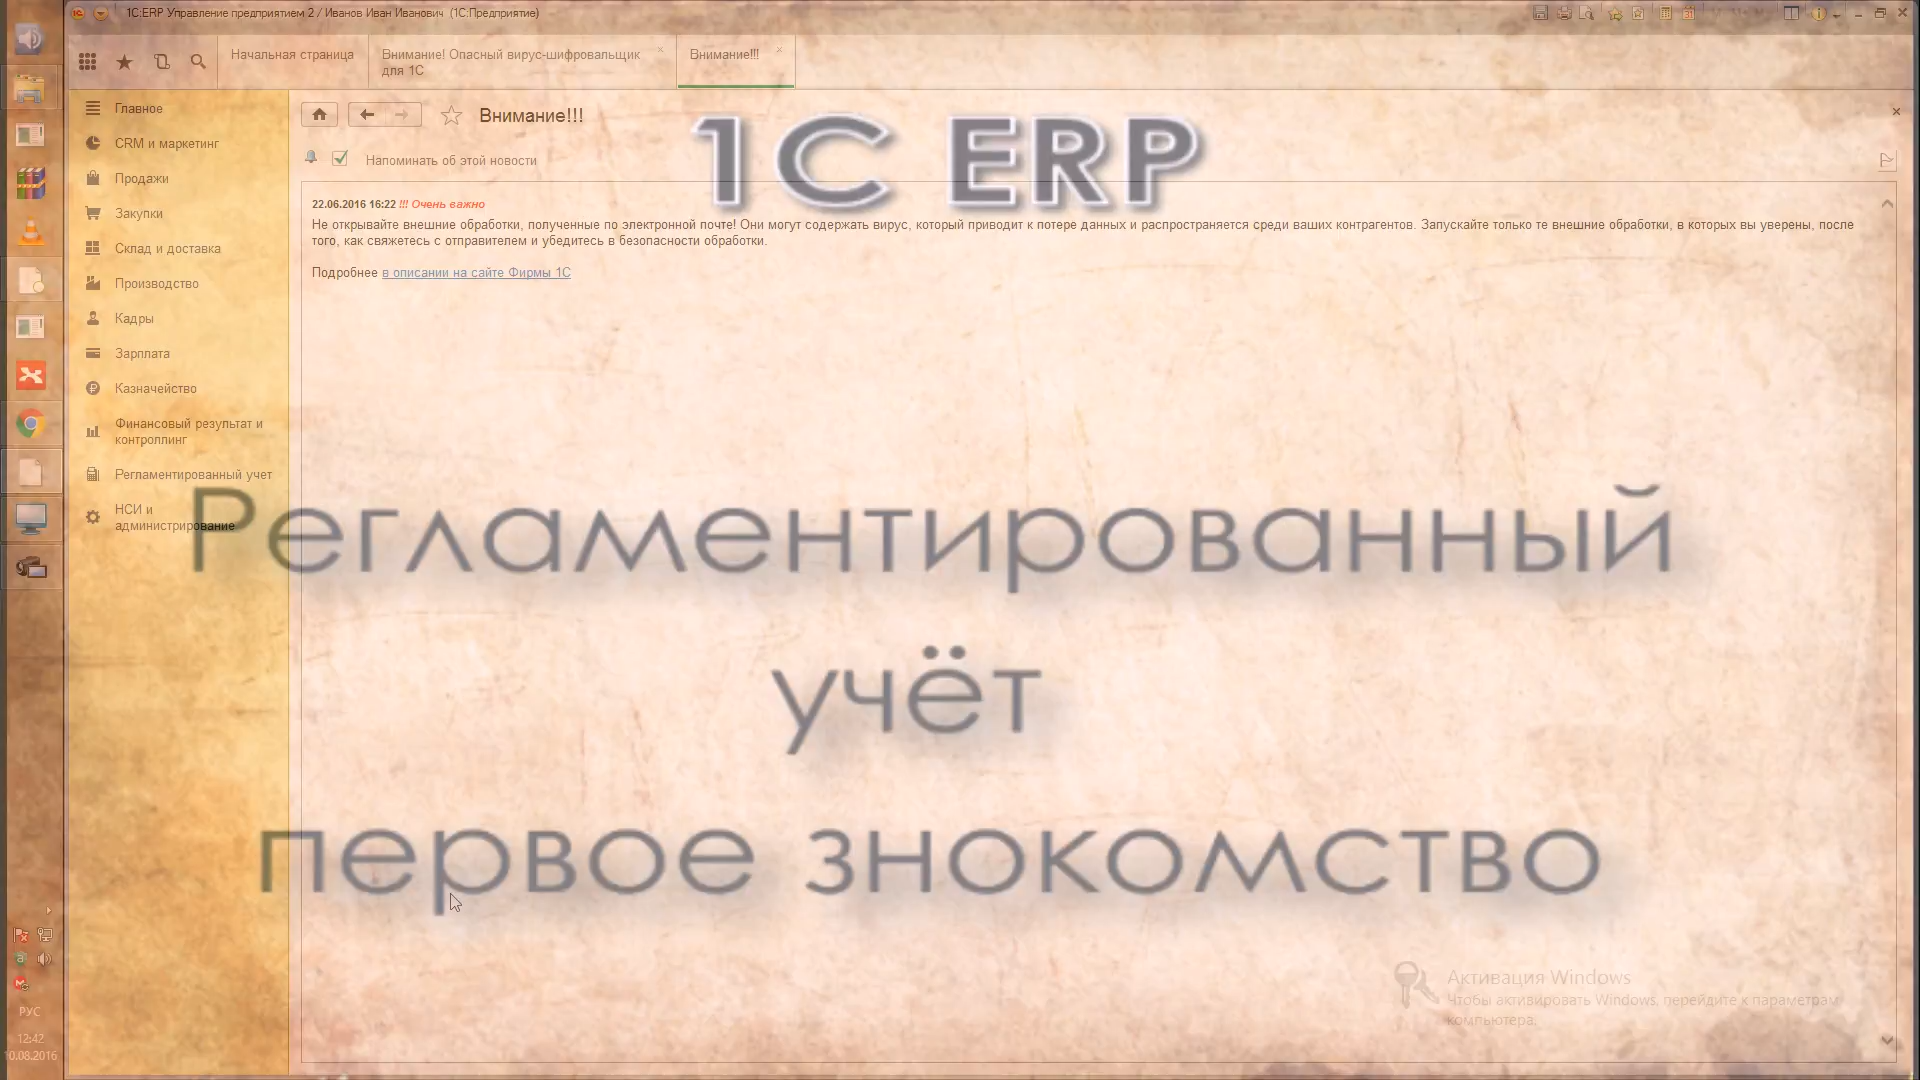 1С:ERP Управление предприятием 2 / Иванов Иван Иванович (1С:Предприятие)
Начальная страница
Внимание! Опасный вирус-шифровальщик
для 1С
Внимание!!!
Главное
CRM и маркетинг
Продажи
Закупки
Склад и доставка
Производство
Кадры
Зарплата
Казначейство
Финансовый результат и
контроллинг
Регламентированный учет
НСИ и
администрирование
Внимание!!!
Напоминать об этой новости
22.06.2016 16:22 !!! Очень важно
Не открывайте внешние обработки, полученные по электронной почте! Они могут содержать вирус, который приводит к потере данных и распространяется среди ваших контрагентов. Запускайте только те внешние обработки, в которых вы уверены, после
того, как свяжетесь с отправителем и убедитесь в безопасности обработки.
Подробнее в описании на сайте Фирмы 1С
1С ERP
Регламентированный
учёт
первое знокомство
Активация Windows
Чтобы активировать Windows, перейдите к параметрам
компьютера.
РУС
12:42
10.08.2016